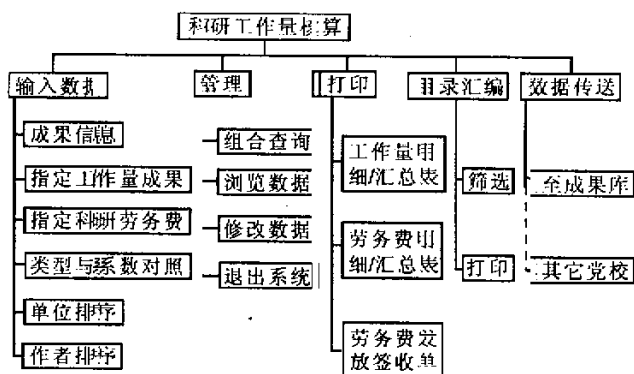 科研工作量核算
输入数据
管理
打印
目录汇编
数据传送
成果信息
指定工作量成果
指定科研劳务费
类型与系数对照
单位排序
作者排序
组合查询
浏览数据
修改数据
退出系统
工作量明
细/汇总表
劳务费明
细/汇总表
劳务费发
放签收单
筛选
打印
至成果库
其它党校